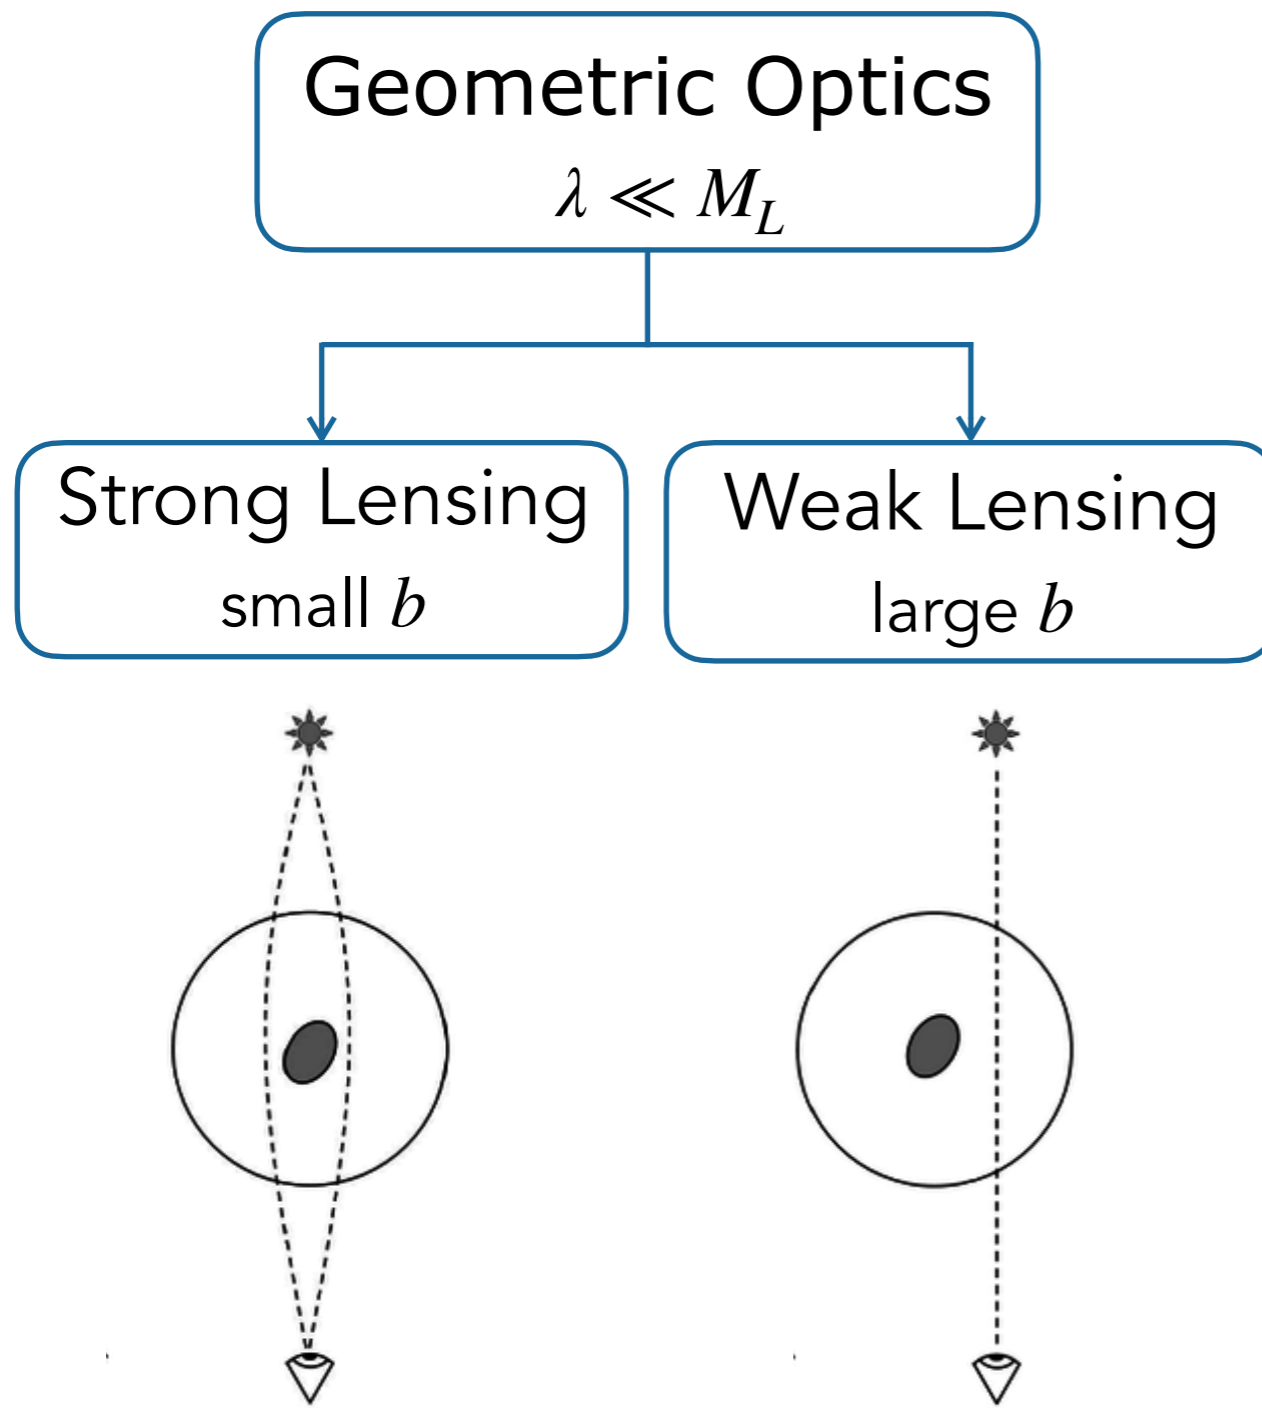 Geometric Optics
λ ≪ M_L
Strong Lensing
small b
Weak Lensing
large b